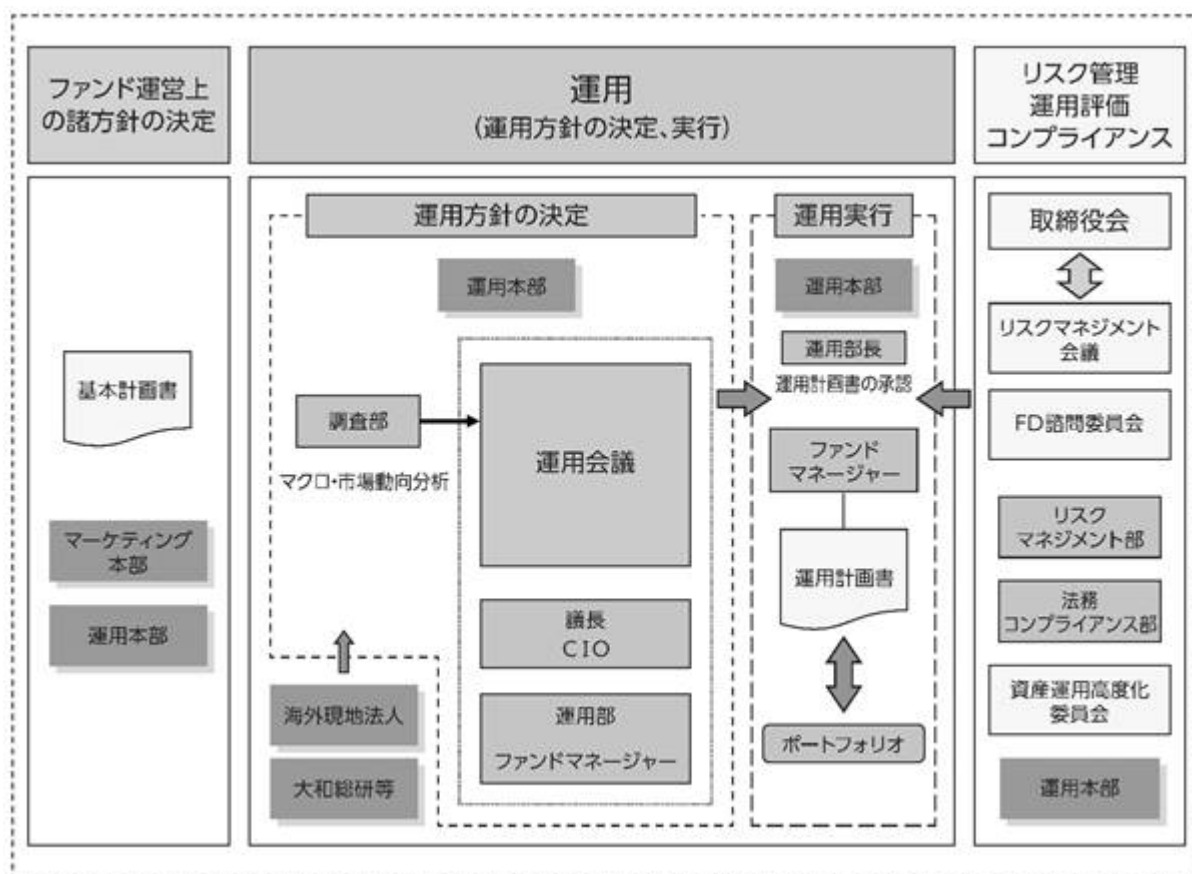 ファンド運営上
の諸方針の決定
運用
(運用方針の決定、実行)
リスク管理
運用評価
コンプライアンス
基本計画書
マーケティング
本部
運用本部
運用方針の決定
運用本部
調査部
マクロ・市場動向分析
運用会議
議長
CIO
運用部
ファンドマネージャー
海外現地法人
大和総研等
運用実行
運用本部
運用部長
運用計画書の承認
ファンド
マネージャー
運用計画書
ポートフォリオ
取締役会
リスクマネジメント
会議
FD諮問委員会
リスク
マネジメント部
法務
コンプライアンス部
資産運用高度化
委員会
運用本部